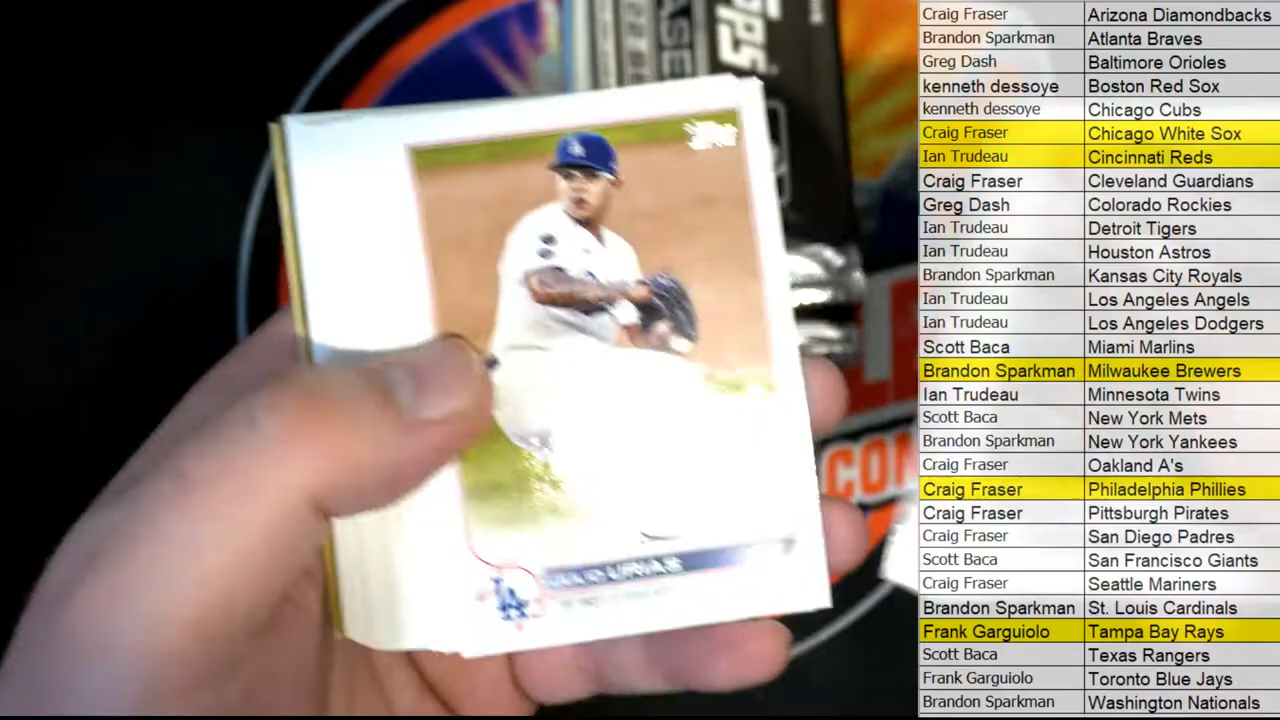 Topps
LA
CON
Craig Fraser Arizona Diamondbacks
Brandon Sparkman Atlanta Braves
Greg Dash Baltimore Orioles
kenneth dessoye Boston Red Sox
kenneth dessoye Chicago Cubs
Craig Fraser Chicago White Sox
Ian Trudeau Cincinnati Reds
Craig Fraser Cleveland Guardians
Greg Dash Colorado Rockies
Ian Trudeau Detroit Tigers
Ian Trudeau Houston Astros
Brandon Sparkman Kansas City Royals
Ian Trudeau Los Angeles Angels
Ian Trudeau Los Angeles Dodgers
Scott Baca Miami Marlins
Brandon Sparkman Milwaukee Brewers
Ian Trudeau Minnesota Twins
Scott Baca New York Mets
Brandon Sparkman New York Yankees
Craig Fraser Oakland A's
Craig Fraser Philadelphia Phillies
Craig Fraser Pittsburgh Pirates
Craig Fraser San Diego Padres
Scott Baca San Francisco Giants
Craig Fraser Seattle Mariners
Brandon Sparkman St. Louis Cardinals
Frank Garguiolo Tampa Bay Rays
Scott Baca Texas Rangers
Frank Garguiolo Toronto Blue Jays
Brandon Sparkman Washington Nationals